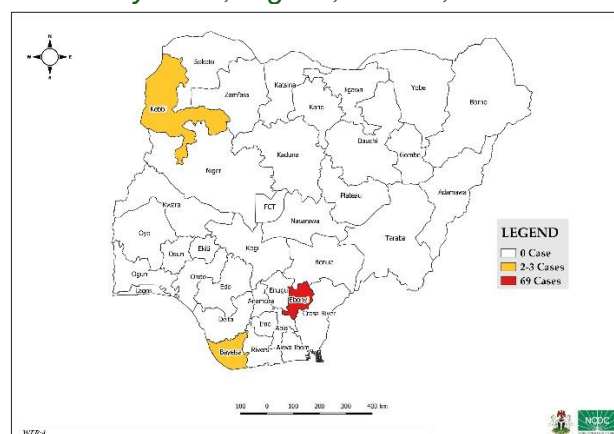 N
W E
S
Sokoto
Katsina
Jigawa
Yobe
Borno
Zamfara
Kano
Kebbi
Bauchi
Gombe
Kaduna
Niger
Adamawa
Plateau
FCT
Kwara
Nasarawa
Taraba
Oyo
Kogi
Benue
Osun
Ekiti
Ogun
Ondo
Edo
Enugu
Lagos
Anambra
Ebonyi
Cross River
Delta
Imo
Abia
Bayelsa
Rivers
Akwa Ibom
LEGEND
0 Case
2-3 Cases
69 Cases
100 0 100 200 300 400 km
NCDC